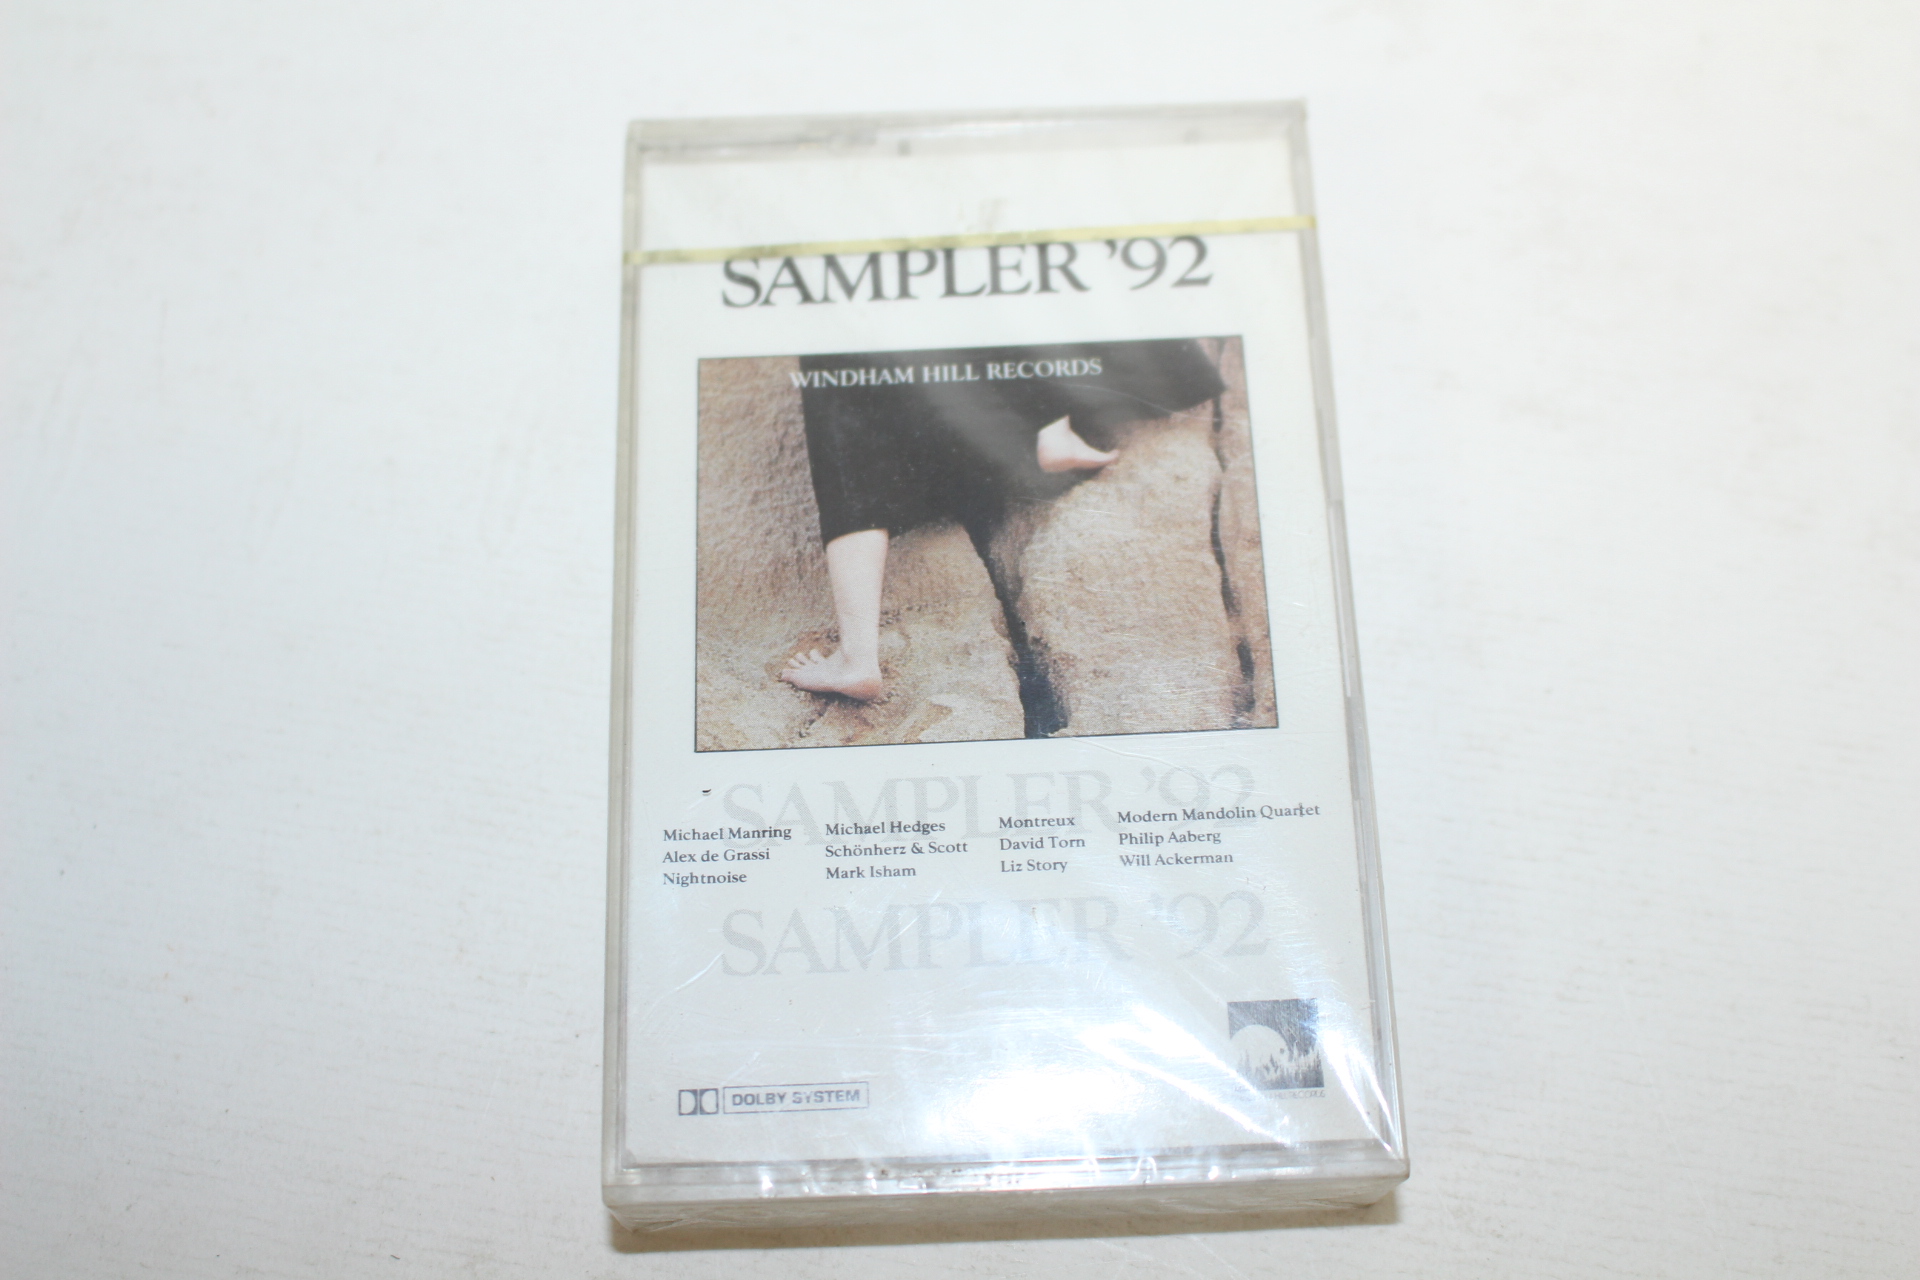 SAMPLER '92
WINDHAM HILL RECORDS
SAMPLER '92
Michael Manring
Alex de Grassi
Nightnoise
Michael Hedges
Schönherz & Scott
Mark Isham
Montreux
David Torn
Liz Story
Modern Mandolin Quartet
Philip Aaberg
Will Ackerman
SAMPLER '92
DOLBY SYSTEM